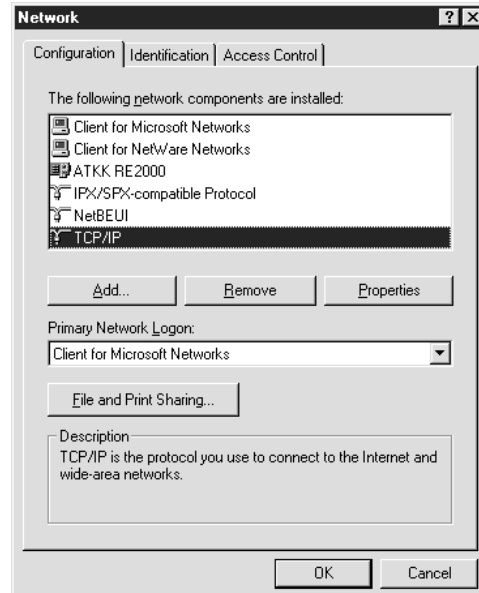 Network
Configuration Identification Access Control
The following network components are installed:
Client for Microsoft Networks
Client for NetWare Networks
ATKK RE2000
IPX/SPX-compatible Protocol
NetBEUI
TCP/IP
Add... Remove Properties
Primary Network Logon:
Client for Microsoft Networks
File and Print Sharing...
Description
TCP/IP is the protocol you use to connect to the Internet and
wide-area networks.
OK Cancel